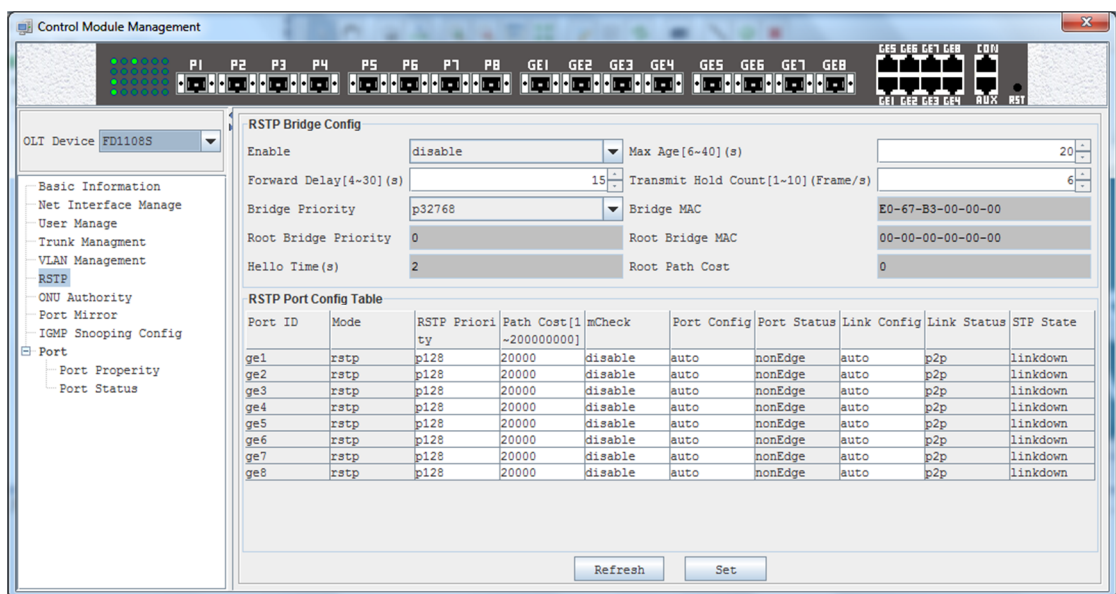 Control Module Management
GE5 GE6 GE7 GE8 CON
P1 P2 P3 P4 P5 P6 P7 P8 GE1 GE2 GE3 GE4 GE5 GE6 GE7 GE8
GE1 GE2 GE3 GE4 AUX RST
OLT Device FD1108S
Basic Information
Net Interface Manage
User Manage
Trunk Managment
VLAN Management
RSTP
ONU Authority
Port Mirror
IGMP Snooping Config
Port
Port Properity
Port Status
RSTP Bridge Config
Enable disable Max Age[6~40](s) 20
Forward Delay[4~30](s) 15 Transmit Hold Count[1~10](Frame/s) 6
Bridge Priority p32768 Bridge MAC E0-67-B3-00-00-00
Root Bridge Priority 0 Root Bridge MAC 00-00-00-00-00-00
Hello Time(s) 2 Root Path Cost 0
RSTP Port Config Table
Port ID Mode RSTP Priori Path Cost[1 mCheck Port Config Port Status Link Config Link Status STP State
ty ~200000000]
ge1 rstp p128 20000 disable auto nonEdge auto p2p linkdown
ge2 rstp p128 20000 disable auto nonEdge auto p2p linkdown
ge3 rstp p128 20000 disable auto nonEdge auto p2p linkdown
ge4 rstp p128 20000 disable auto nonEdge auto p2p linkdown
ge5 rstp p128 20000 disable auto nonEdge auto p2p linkdown
ge6 rstp p128 20000 disable auto nonEdge auto p2p linkdown
ge7 rstp p128 20000 disable auto nonEdge auto p2p linkdown
ge8 rstp p128 20000 disable auto nonEdge auto p2p linkdown
Refresh Set